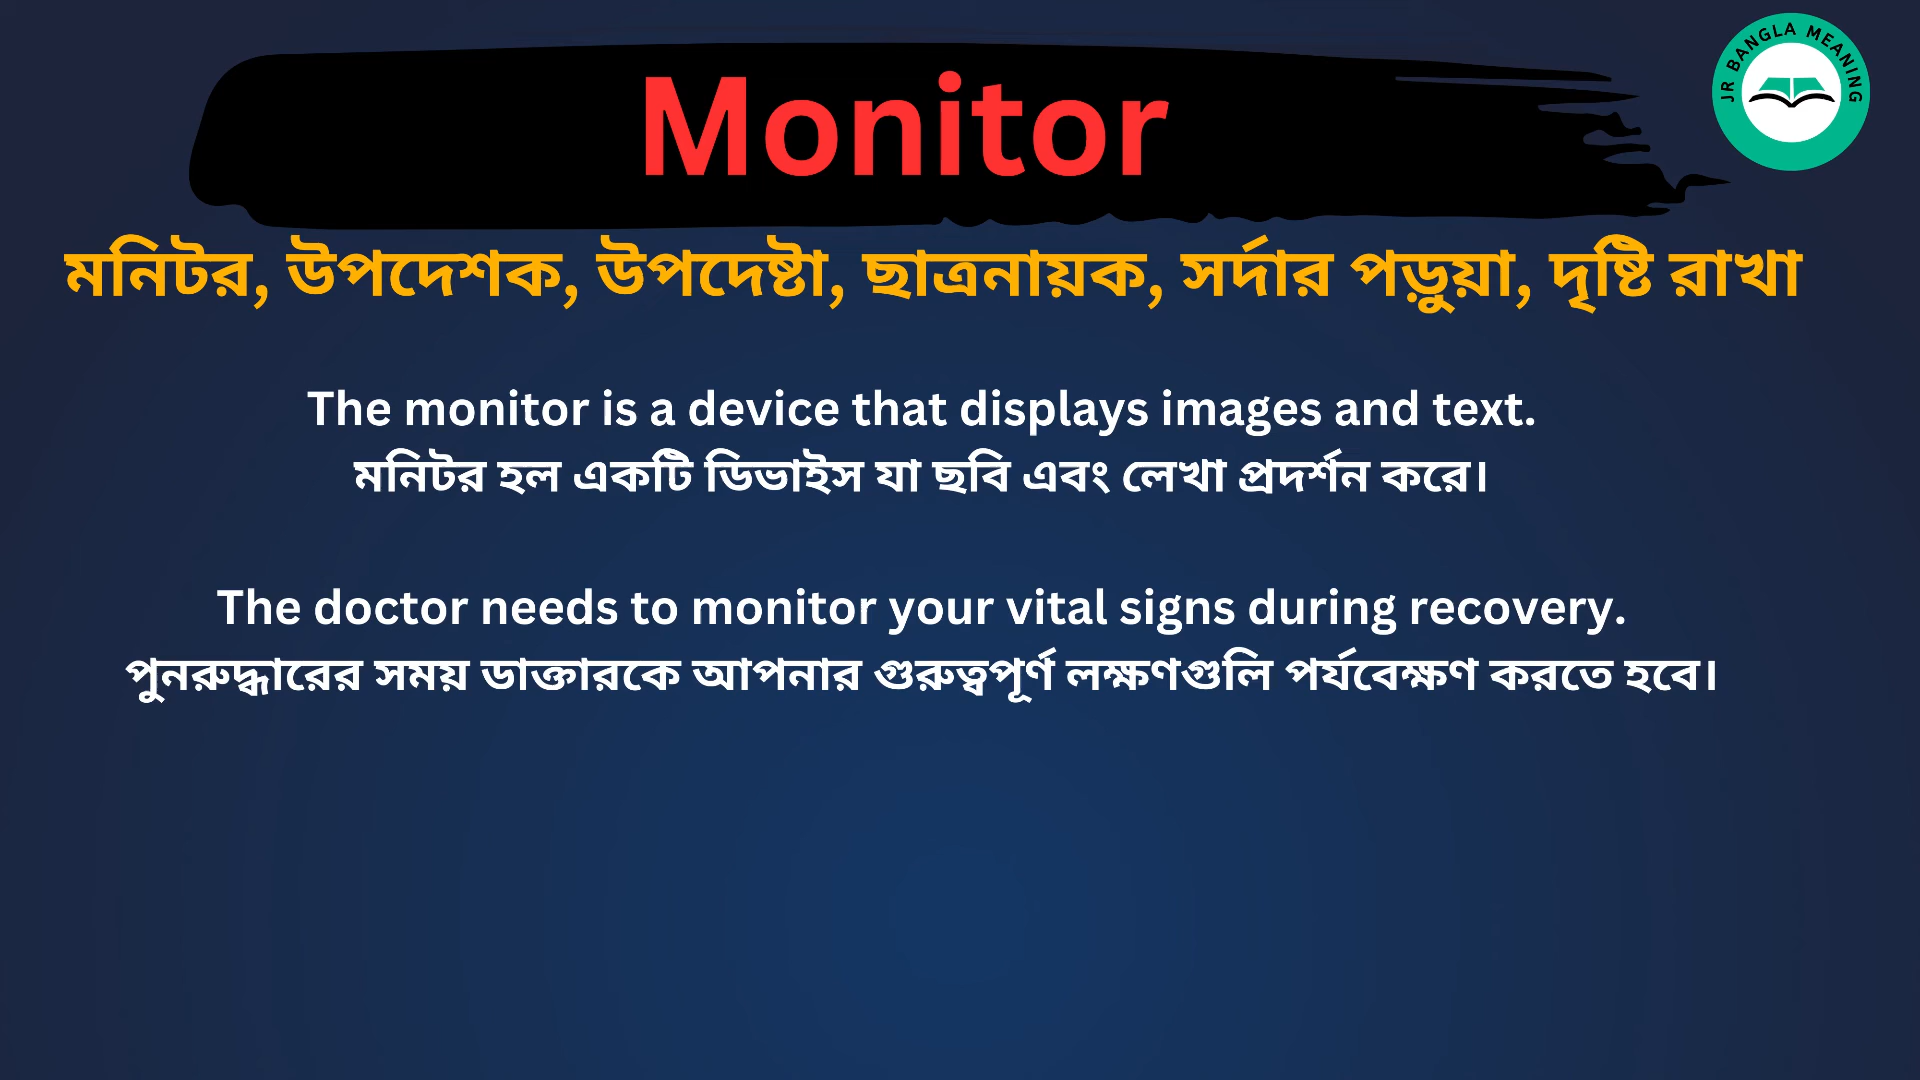 Monitor
JR BANGLA MEANING
মনিটর, উপদেশক, উপদেষ্টা, ছাত্রনায়ক, সর্দার পড়ুয়া, দৃষ্টি রাখা
The monitor is a device that displays images and text.
মনিটর হল একটি ডিভাইস যা ছবি এবং লেখা প্রদর্শন করে।
The doctor needs to monitor your vital signs during recovery.
পুনরুদ্ধারের সময় ডাক্তারকে আপনার গুরুত্বপূর্ণ লক্ষণগুলি পর্যবেক্ষণ করতে হবে।